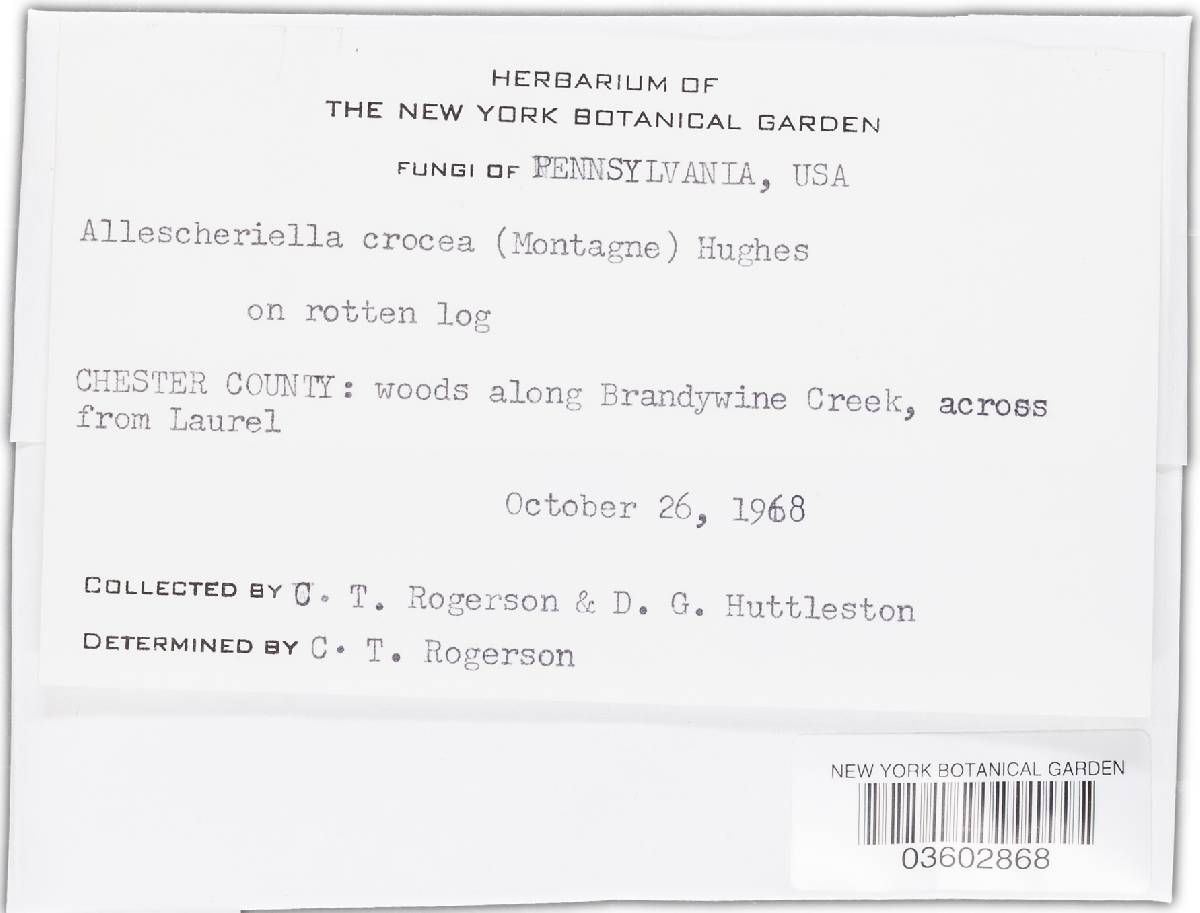 HERBARIUM OF
THE NEW YORK BOTANICAL GARDEN
FUNGI OF PENNSYLVANIA, USA
Allescheriella crocea (Montagne) Hughes
on rotten log
CHESTER COUNTY: woods along Brandywine Creek, across
from Laurel
October 26, 1968
COLLECTED BY C. T. Rogerson & D. G. Huttleston
DETERMINED BY C. T. Rogerson
NEW YORK BOTANICAL GARDEN
03602868